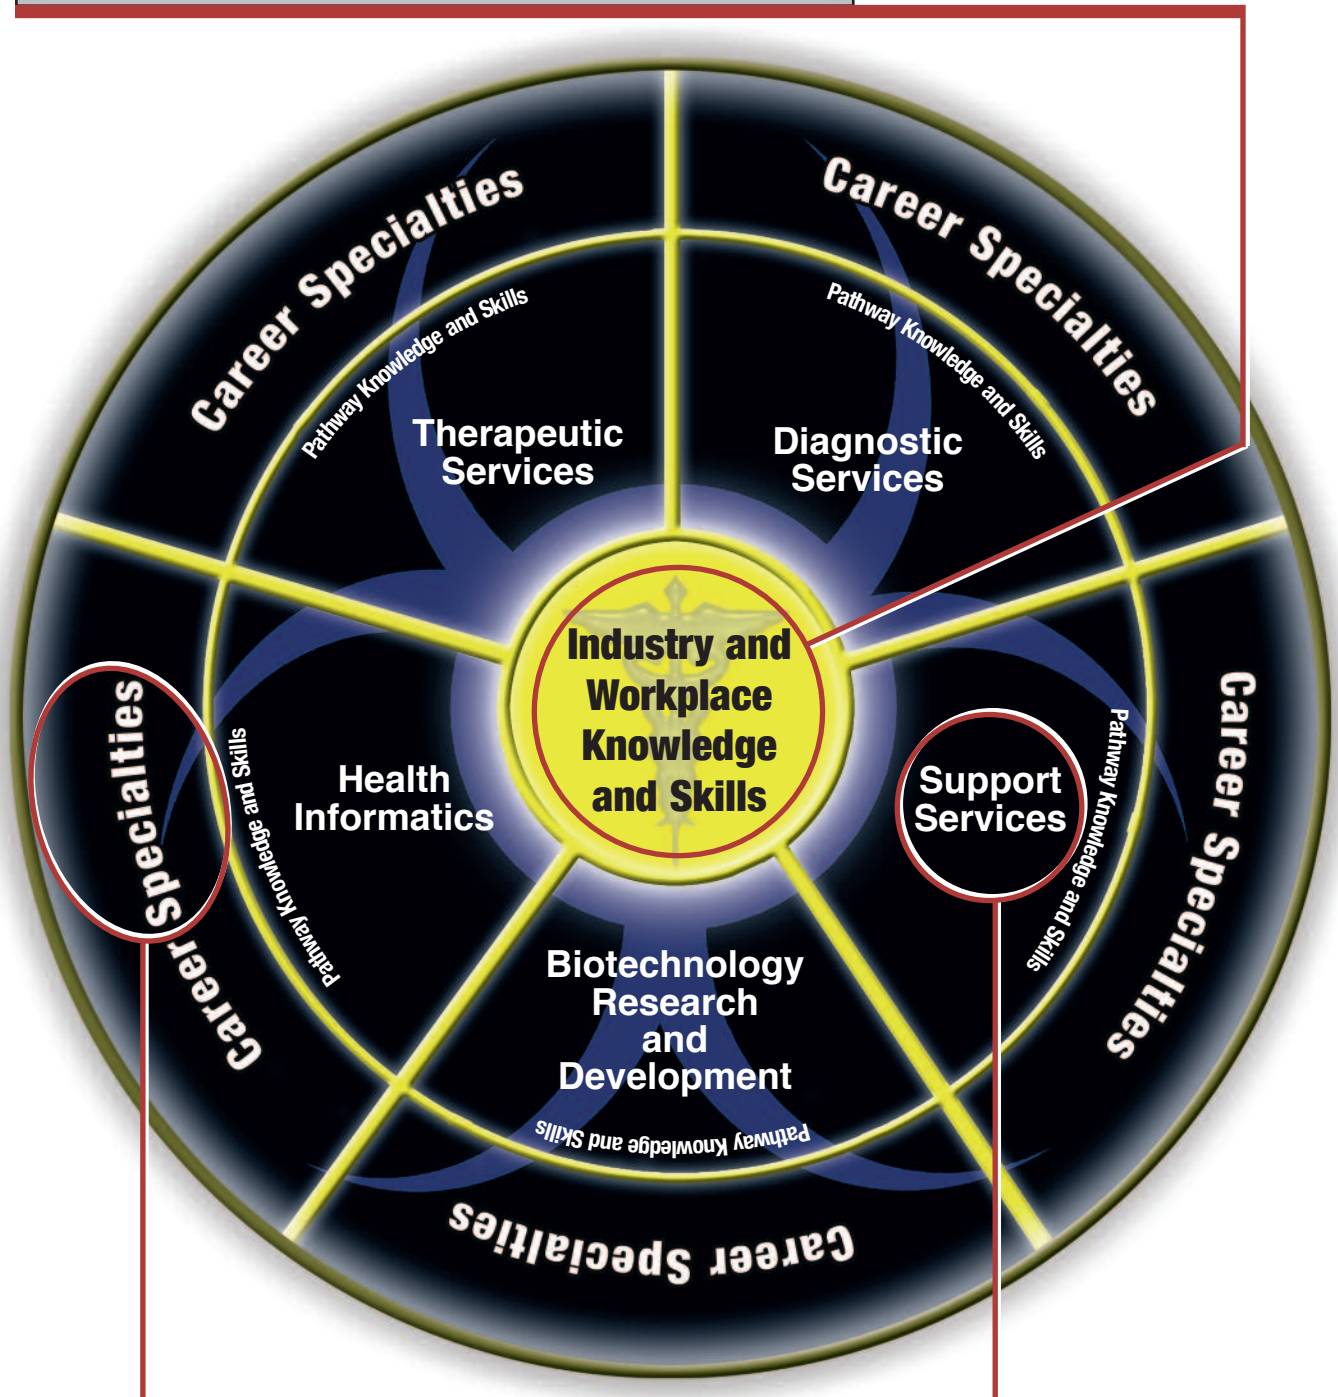 Career Specialties
Career Specialties
Pathway Knowledge and Skills
Pathway Knowledge and Skills
Therapeutic
Services
Diagnostic
Services
Industry and
Workplace
Knowledge
and Skills
Career Specialties
Pathway Knowledge and Skills
Health
Informatics
Support
Services
Pathway Knowledge and Skills
Career Specialties
Biotechnology
Research
and
Development
Pathway Knowledge and Skills
Career Specialties